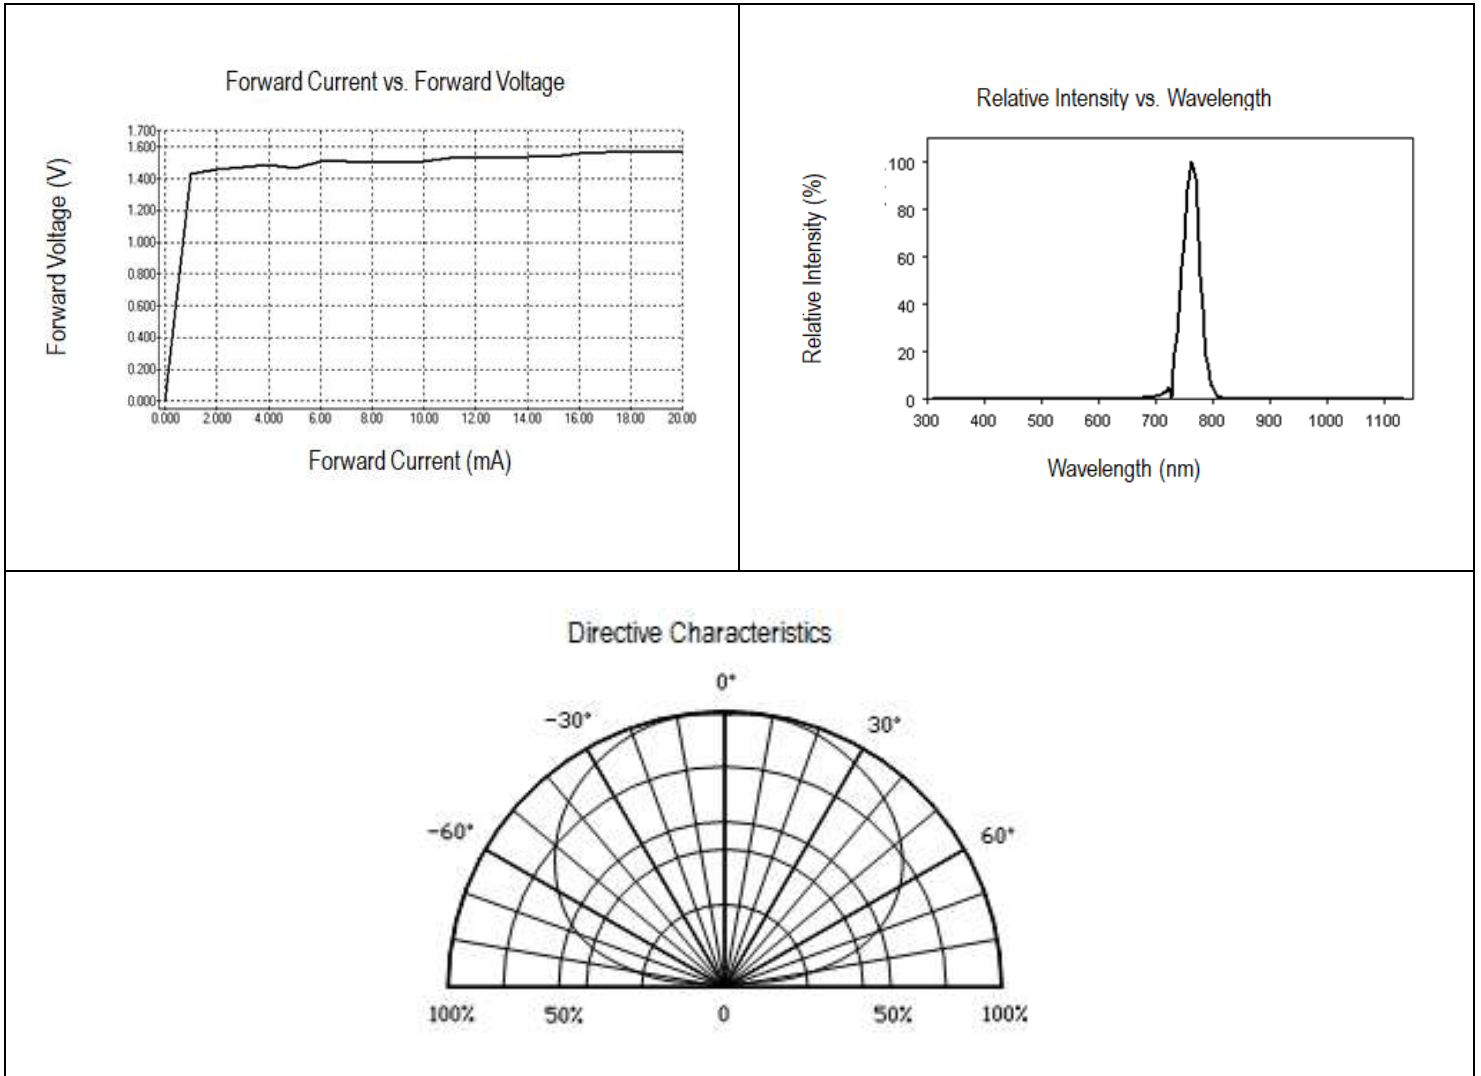 Forward Current vs. Forward Voltage
Forward Voltage (V)
1.700
1.600
1.400
1.200
1.000
0.800
0.600
0.400
0.200
0.000
0.000 2.000 4.000 6.00 8.00 10.00 12.00 14.00 16.00 18.00 20.00
Forward Current (mA)
Relative Intensity vs. Wavelength
Relative Intensity (%)
100
80
60
40
20
0
300 400 500 600 700 800 900 1000 1100
Wavelength (nm)
Directive Characteristics
0°
-30° 30°
-60° 60°
100% 50% 0 50% 100%